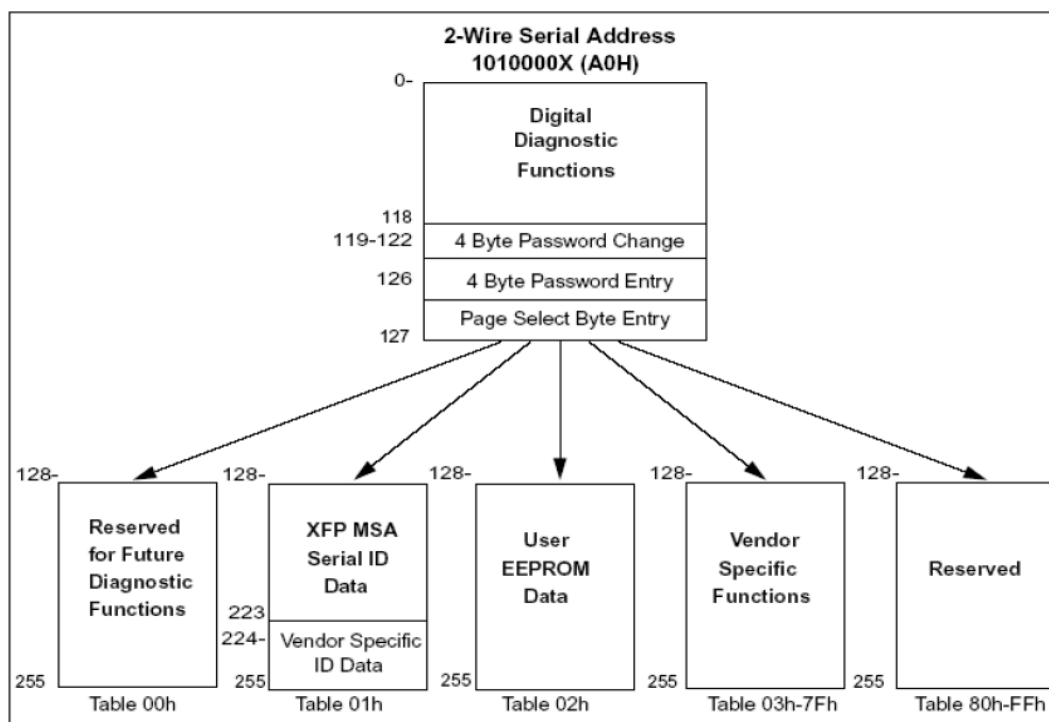 2-Wire Serial Address
1010000X (A0H)
0-
Digital
Diagnostic
Functions
118
119-122
4 Byte Password Change
126
4 Byte Password Entry
Page Select Byte Entry
127
128-
Reserved
for Future
Diagnostic
Functions
255
Table 00h
128-
XFP MSA
Serial ID
Data
223
224-
Vendor Specific
ID Data
255
Table 01h
128-
User
EEPROM
Data
255
Table 02h
128-
Vendor
Specific
Functions
255
Table 03h-7Fh
128-
Reserved
255
Table 80h-FFh